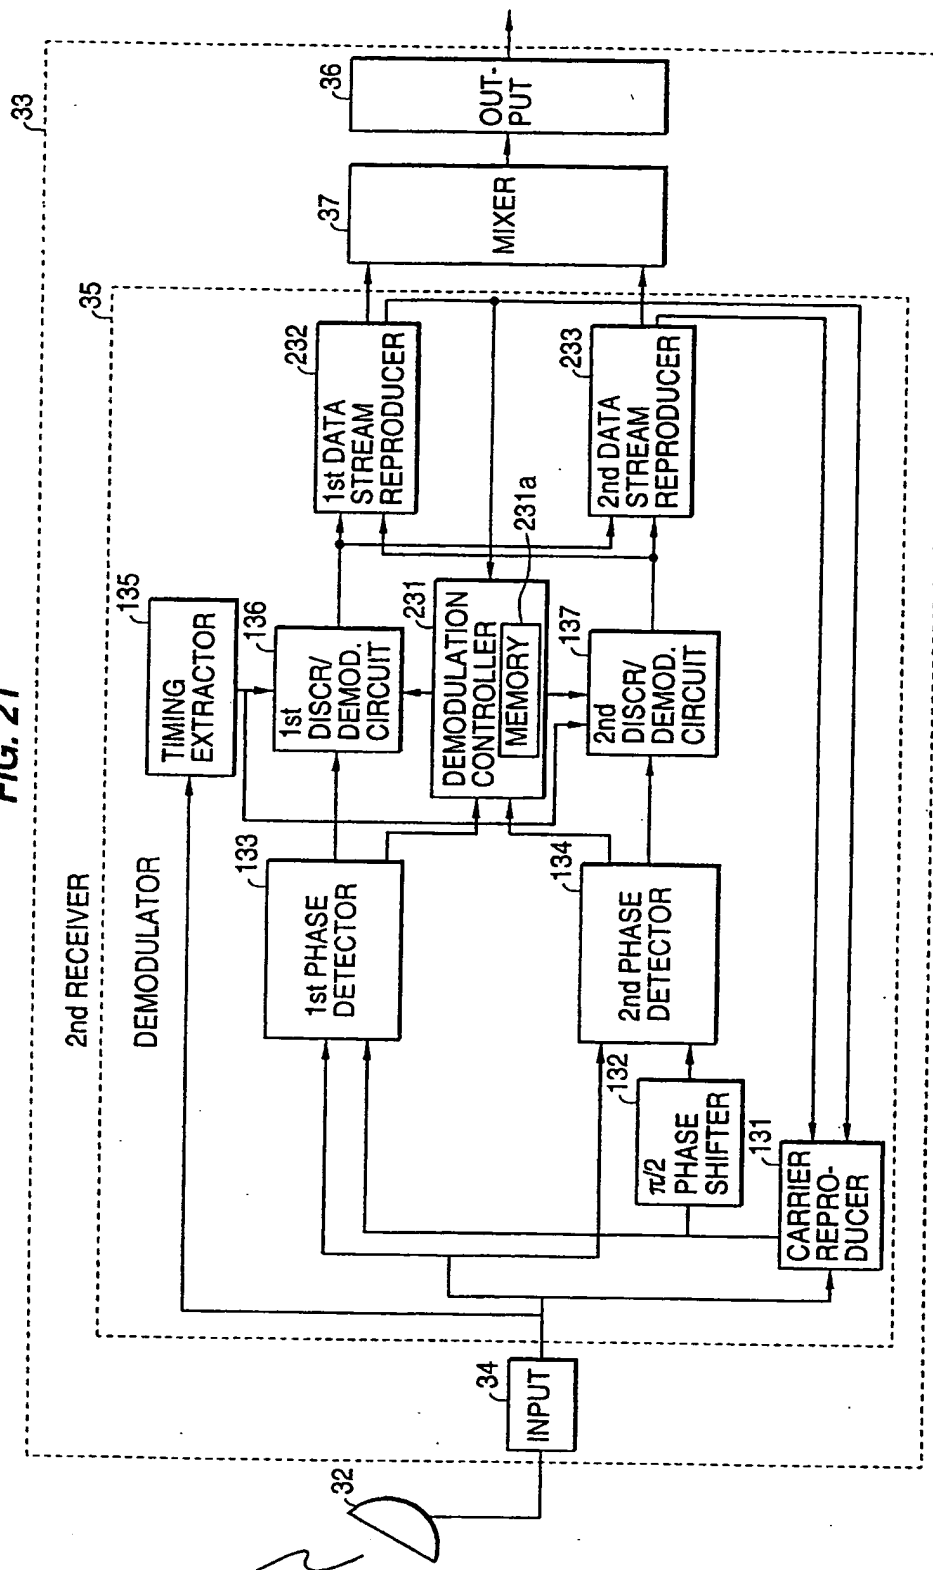 FIG. 21
33
2nd RECEIVER
35
DEMODULATOR
32
34
INPUT
135
TIMING
EXTRACTOR
133
1st PHASE
DETECTOR
136
1st
DISCR/
DEMOD.
CIRCUIT
232
1st DATA
STREAM
REPRODUCER
37
MIXER
36
OUT-
PUT
231
DEMODULATION
CONTROLLER
MEMORY
231a
134
2nd PHASE
DETECTOR
137
2nd
DISCR/
DEMOD.
CIRCUIT
233
2nd DATA
STREAM
REPRODUCER
132
π/2
PHASE
SHIFTER
131
CARRIER
REPRO-
DUCER